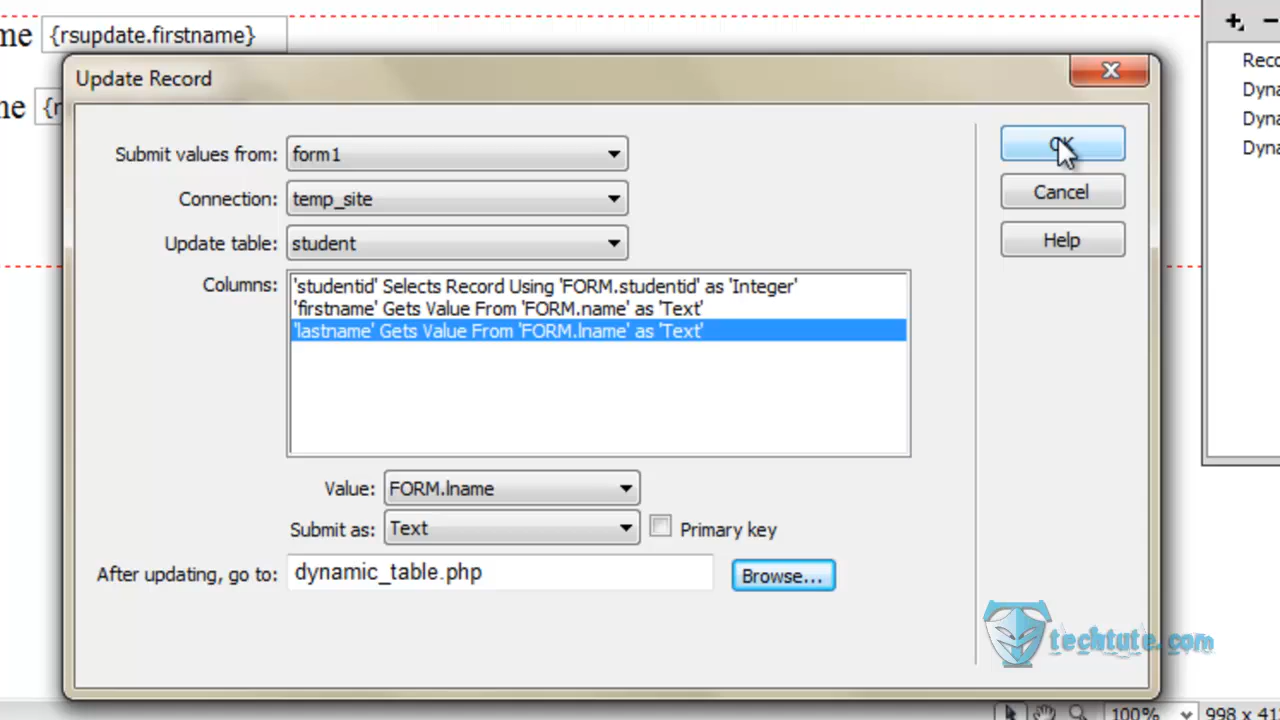 me {rsupdate.firstname}
Update Record
Reco
Submit values from: form1
OK
Dyna
Connection: temp_site
Cancel
Dyna
Update table: student
Help
Dyna
Columns: 'studentid' Selects Record Using 'FORM.studentid' as 'Integer'
'firstname' Gets Value From 'FORM.name' as 'Text'
'lastname' Gets Value From 'FORM.lname' as 'Text'
Value: FORM.lname
Submit as: Text Primary key
After updating, go to: dynamic_table.php Browse...
techtute.com
100% 998 x 41